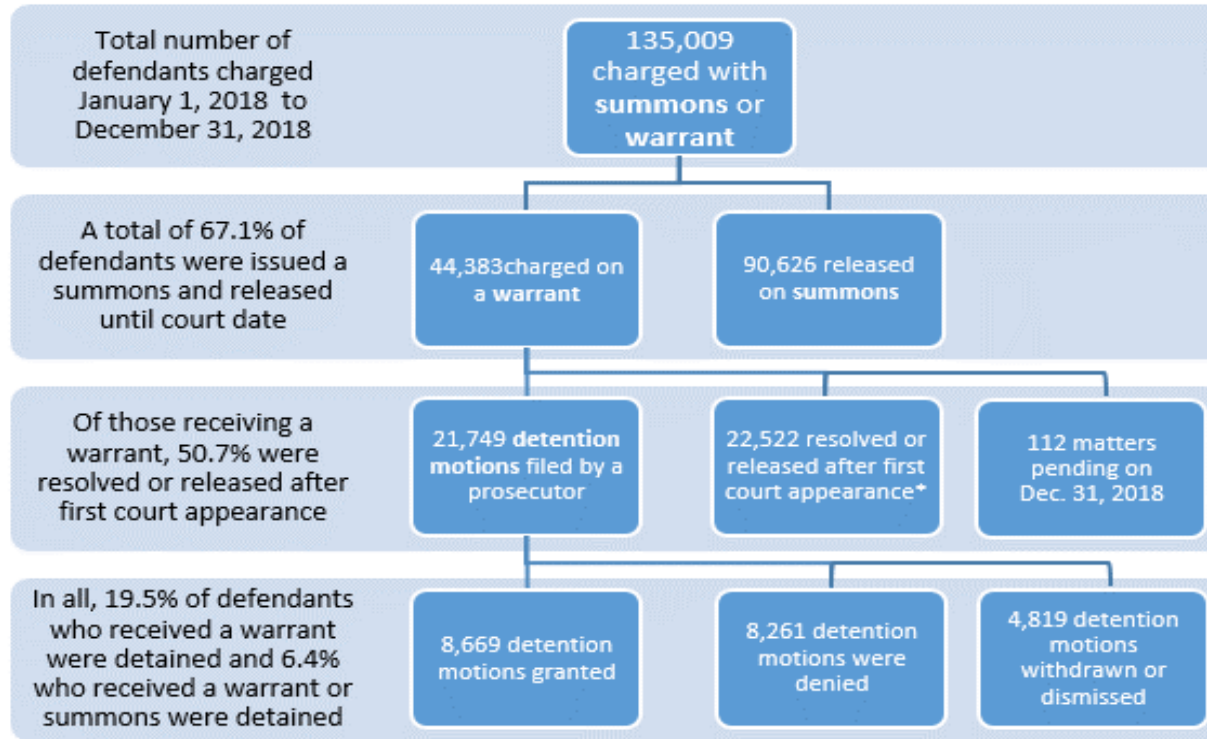 Total number of
defendants charged
January 1, 2018 to
December 31, 2018
135,009
charged with
summons or
warrant
A total of 67.1% of
defendants were issued a
summons and released
until court date
44,383charged on
a warrant
90,626 released
on summons
Of those receiving a
warrant, 50.7% were
resolved or released after
first court appearance
21,749 detention
motions filed by a
prosecutor
22,522 resolved or
released after first
court appearance*
112 matters
pending on
Dec. 31, 2018
In all, 19.5% of defendants
who received a warrant
were detained and 6.4%
who received a warrant or
summons were detained
8,669 detention
motions granted
8,261 detention
motions were
denied
4,819 detention
motions
withdrawn or
dismissed